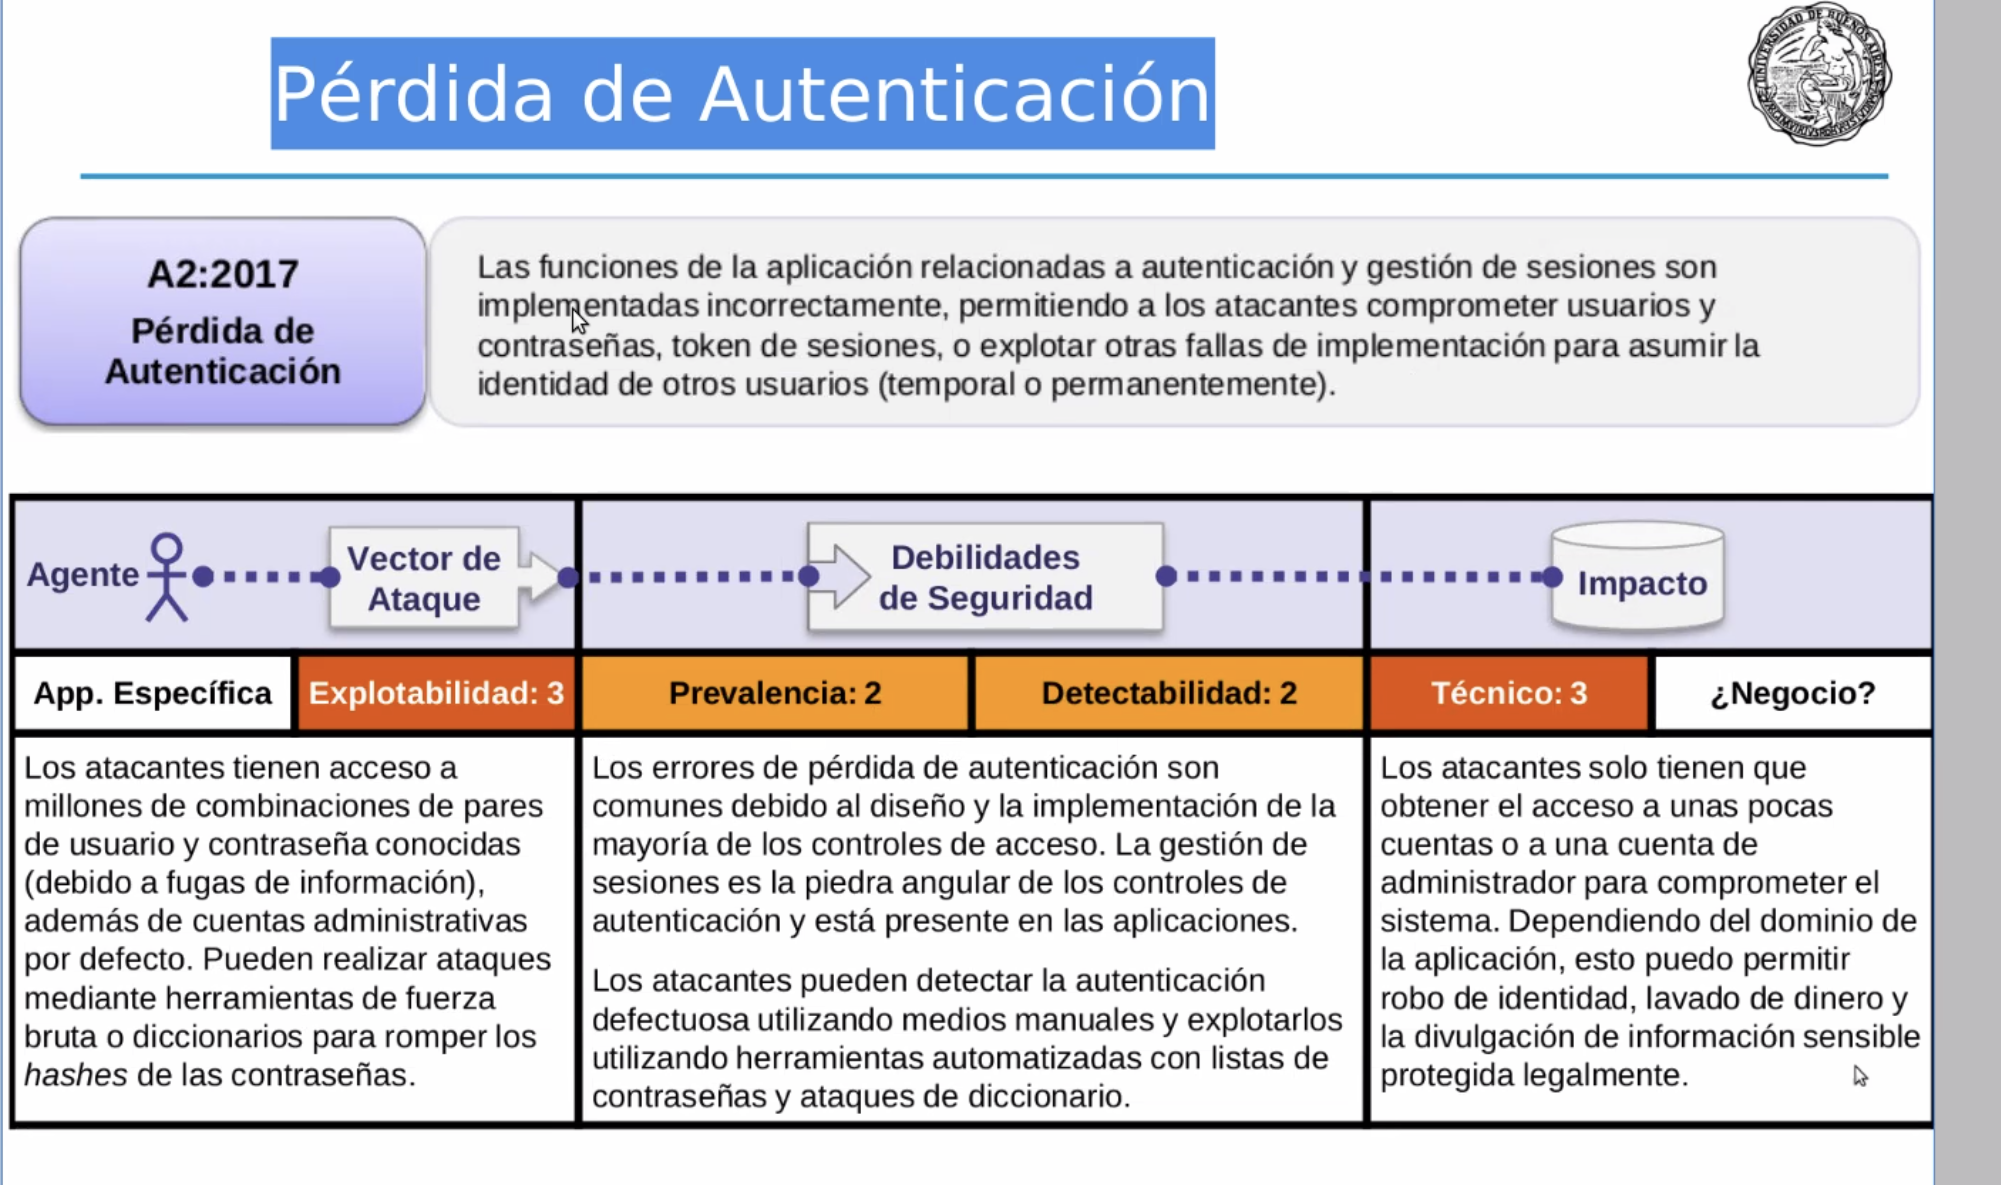 Pérdida de Autenticación
UNIVERSIDAD DE BUENOS AIRES
A2:2017
Pérdida de
Autenticación
Las funciones de la aplicación relacionadas a autenticación y gestión de sesiones son
implementadas incorrectamente, permitiendo a los atacantes comprometer usuarios y
contraseñas, token de sesiones, o explotar otras fallas de implementación para asumir la
identidad de otros usuarios (temporal o permanentemente).
Agente
Vector de
Ataque
Debilidades
de Seguridad
Impacto
App. Específica
Explotabilidad: 3
Prevalencia: 2
Detectabilidad: 2
Técnico: 3
¿Negocio?
Los atacantes tienen acceso a
millones de combinaciones de pares
de usuario y contraseña conocidas
(debido a fugas de información),
además de cuentas administrativas
por defecto. Pueden realizar ataques
mediante herramientas de fuerza
bruta o diccionarios para romper los
hashes de las contraseñas.
Los errores de pérdida de autenticación son
comunes debido al diseño y la implementación de la
mayoría de los controles de acceso. La gestión de
sesiones es la piedra angular de los controles de
autenticación y está presente en las aplicaciones.
Los atacantes pueden detectar la autenticación
defectuosa utilizando medios manuales y explotarlos
utilizando herramientas automatizadas con listas de
contraseñas y ataques de diccionario.
Los atacantes solo tienen que
obtener el acceso a unas pocas
cuentas o a una cuenta de
administrador para comprometer el
sistema. Dependiendo del dominio de
la aplicación, esto puedo permitir
robo de identidad, lavado de dinero y
la divulgación de información sensible
protegida legalmente.